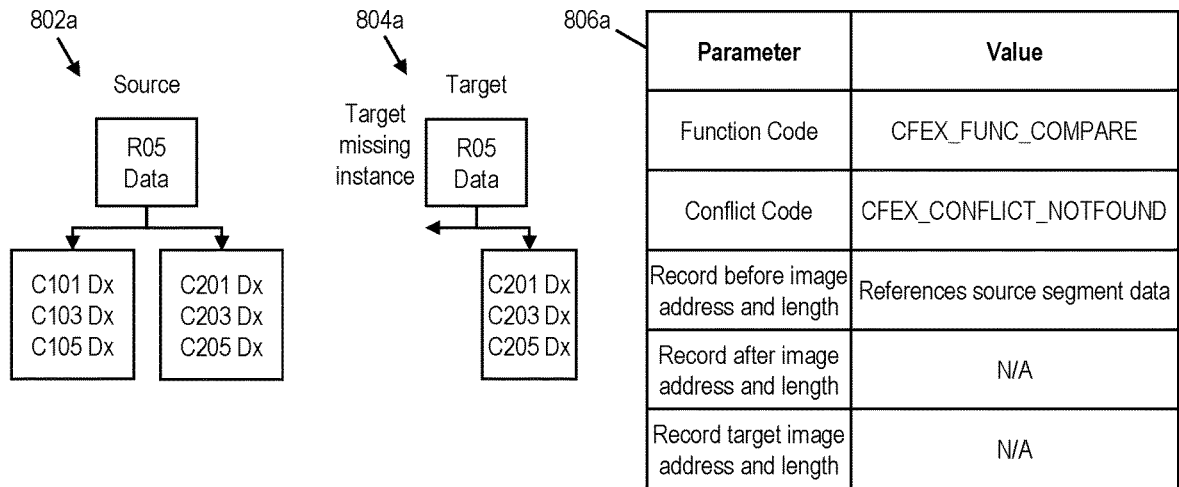 802a
Source
R05
Data
C101 Dx
C103 Dx
C105 Dx
C201 Dx
C203 Dx
C205 Dx
804a
Target
Target
missing
instance
R05
Data
C201 Dx
C203 Dx
C205 Dx
806a
Parameter
Value
Function Code
CFEX_FUNC_COMPARE
Conflict Code
CFEX_CONFLICT_NOTFOUND
Record before image
address and length
References source segment data
Record after image
address and length
N/A
Record target image
address and length
N/A